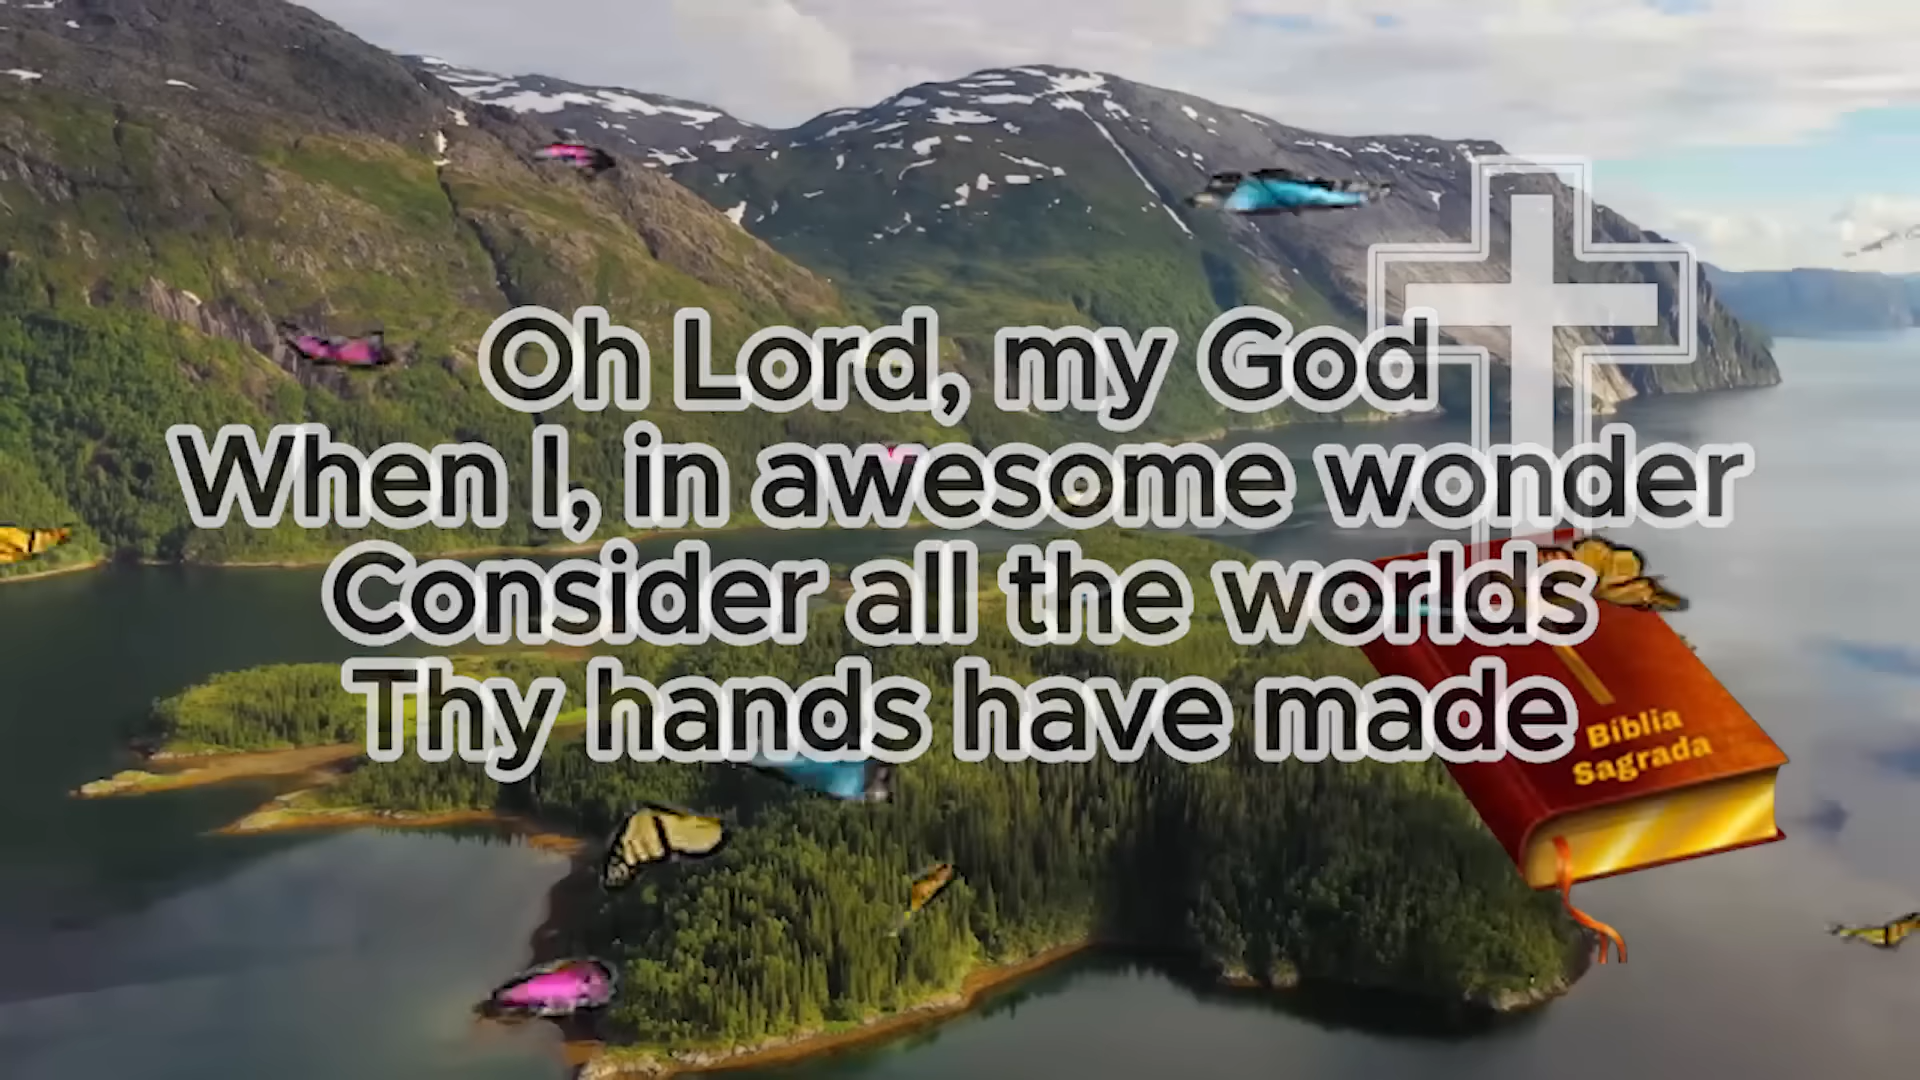 Oh Lord, my God
When I, in awesome wonder
Consider all the worlds
Thy hands have made
Bíblia
Sagrada